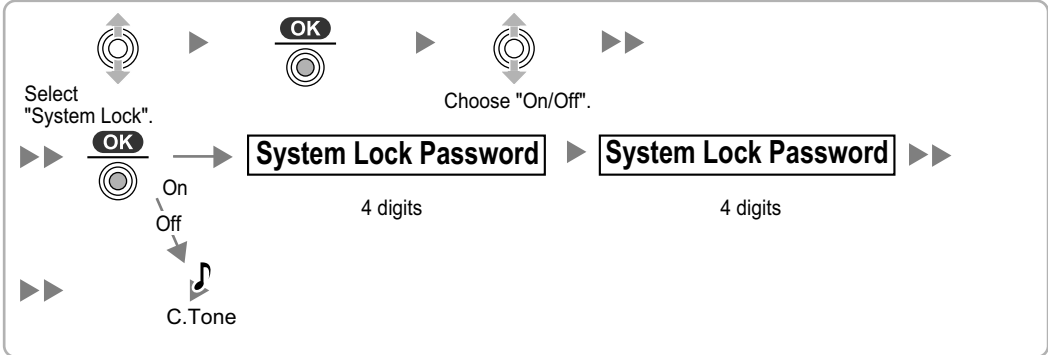 OK
Select
"System Lock".
Choose "On/Off".
OK
System Lock Password
System Lock Password
On
4 digits
4 digits
Off
C.Tone